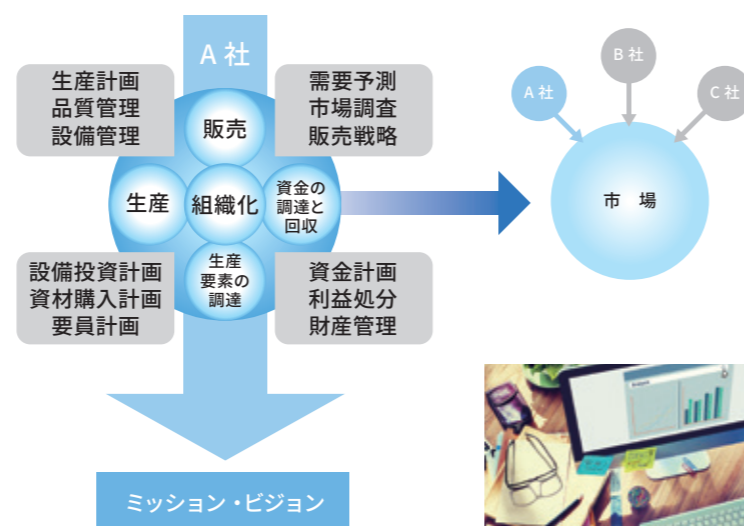 A社
生産計画
品質管理
設備管理
需要予測
市場調査
販売戦略
販売
生産
組織化
資金の
調達と
回収
生産
要素の
調達
設備投資計画
資材購入計画
要員計画
資金計画
利益処分
財産管理
ミッション・ビジョン
A社
B社
C社
市場